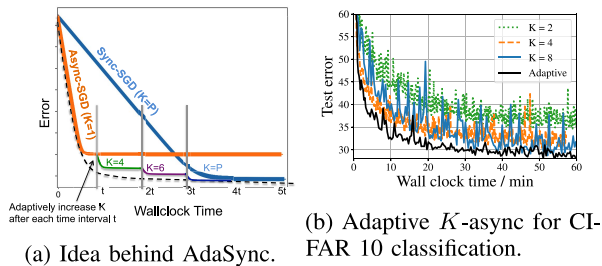 Error
Async-SGD (K=1)
Sync-SGD (K=P)
K=4
K=6
K=P
0
t
2t
3t
4t
5t
Adaptively increase K
after each time interval t
Wallclock Time
(a) Idea behind AdaSync.
Test error
60
55
50
45
40
35
30
K = 2
K = 4
K = 8
Adaptive
0
10
20
30
40
50
60
Wall clock time / min
(b) Adaptive K-async for CI-
FAR 10 classification.